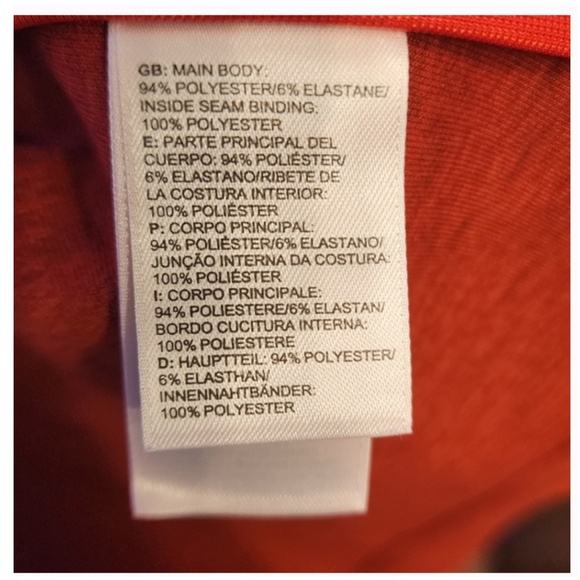 GB: MAIN BODY:
94% POLYESTER/6% ELASTANE/
INSIDE SEAM BINDING:
100% POLYESTER
E: PARTE PRINCIPAL DEL
CUERPO: 94% POLIÉSTER/
6% ELASTANO/RIBETE DE
LA COSTURA INTERIOR:
100% POLIÉSTER
P: CORPO PRINCIPAL:
94% POLIÉSTER/6% ELASTANO/
JUNÇÃO INTERNA DA COSTURA:
100% POLIÉSTER
I: CORPO PRINCIPALE:
94% POLIESTERE/6% ELASTAN/
BORDO CUCITURA INTERNA:
100% POLIESTERE
D: HAUPTTEIL: 94% POLYESTER/
6% ELASTHAN/
INNENNAHTBÄNDER:
100% POLYESTER